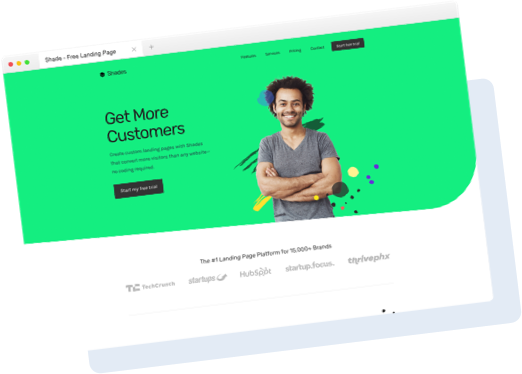 Shada - Free Landing Page
Shades
Features
Pricing
Contact
Start free trial
Get More
Customers
Create custom landing pages with Shades
that convert more visitors than any website—
no coding required.
Start my free trial
The #1 Landing Page Platform for 15,000+ Brands
TechCrunch
startups
HubSpot
startup.focus.
thrivephx